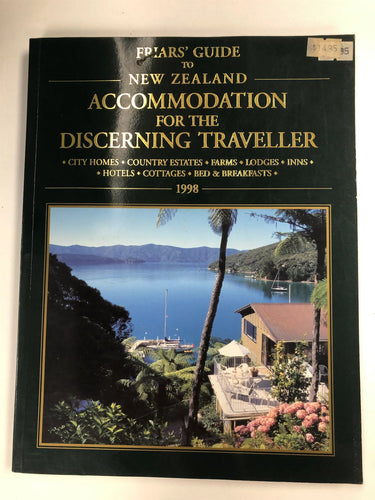 FRIARS' GUIDE
TO
NEW ZEALAND
ACCOMMODATION
FOR THE
DISCERNING TRAVELLER
• CITY HOMES • COUNTRY ESTATES • FARMS • LODGES • INNS •
• HOTELS • COTTAGES • BED & BREAKFASTS •
1998